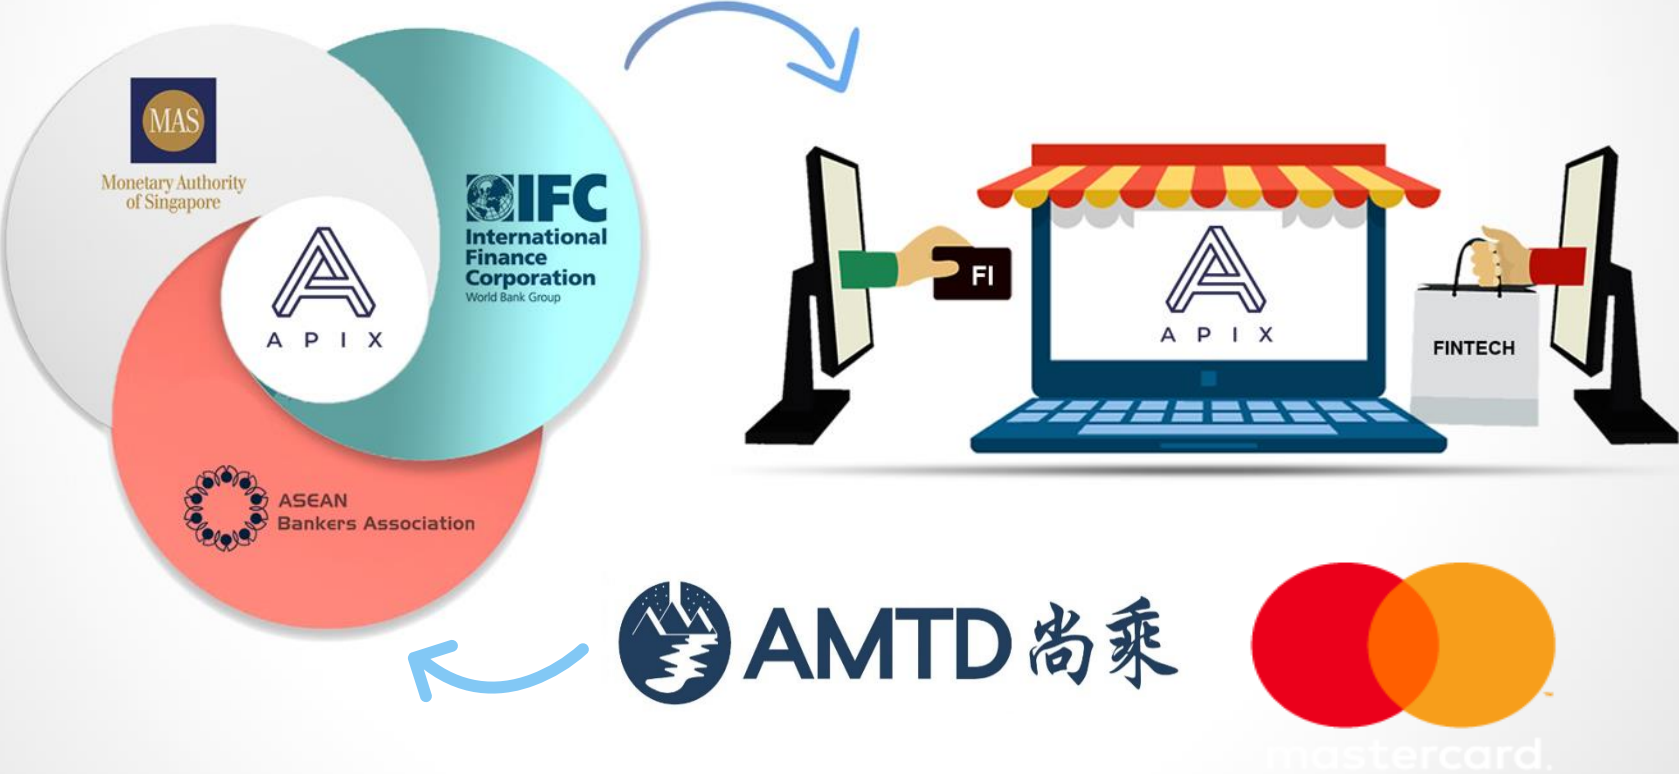 MAS
Monetary Authority
of Singapore
IFC
International
Finance
Corporation
World Bank Group
A P I X
ASEAN
Bankers Association
FI
A P I X
FINTECH
AMTD 尚乘
mastercard.